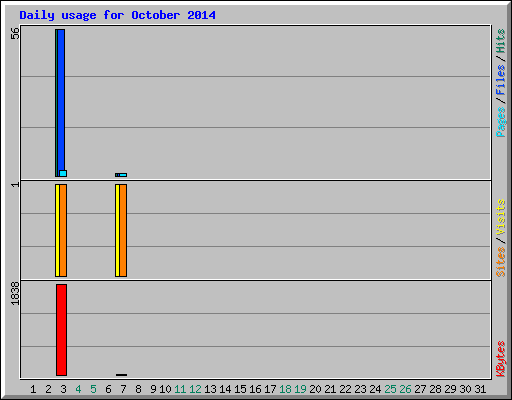 Daily usage for October 2014
56
1
1838
Pages/Files/Hits
Sites/Visits
KBytes
1 2 3 4 5 6 7 8 9 10 11 12 13 14 15 16 17 18 19 20 21 22 23 24 25 26 27 28 29 30 31